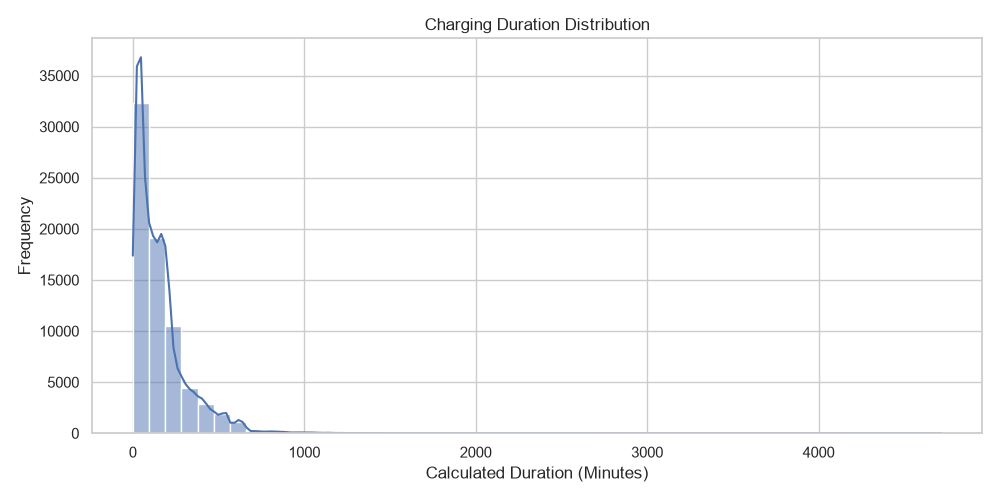 Charging Duration Distribution
Frequency
35000
30000
25000
20000
15000
10000
5000
0
0 1000 2000 3000 4000
Calculated Duration (Minutes)